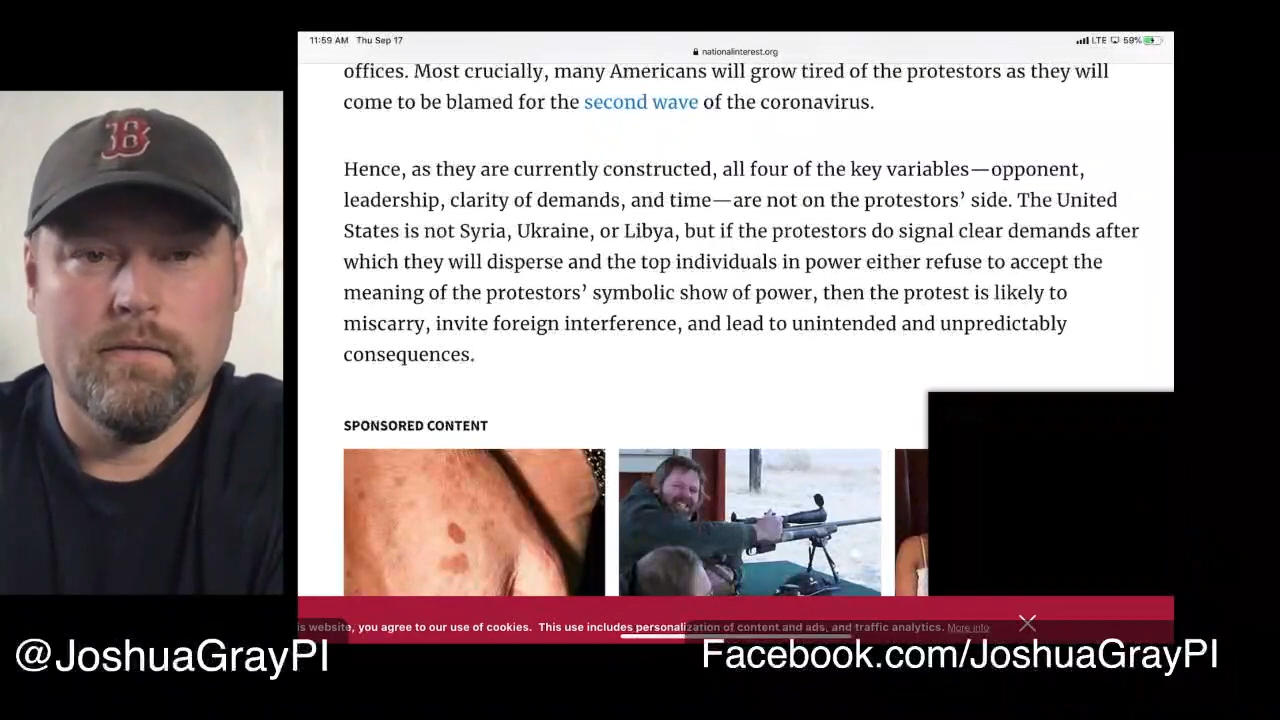 11:59 AM Thu Sep 17
LTE 59%
nationalinterest.org
offices. Most crucially, many Americans will grow tired of the protestors as they will
come to be blamed for the second wave of the coronavirus.
Hence, as they are currently constructed, all four of the key variables—opponent,
leadership, clarity of demands, and time—are not on the protestors’ side. The United
States is not Syria, Ukraine, or Libya, but if the protestors do signal clear demands after
which they will disperse and the top individuals in power either refuse to accept the
meaning of the protestors’ symbolic show of power, then the protest is likely to
miscarry, invite foreign interference, and lead to unintended and unpredictably
consequences.
SPONSORED CONTENT
B
website, you agree to our use of cookies. This use includes personalization of content and ads, and traffic analytics. More info
@JoshuaGrayPI
Facebook.com/JoshuaGrayPI